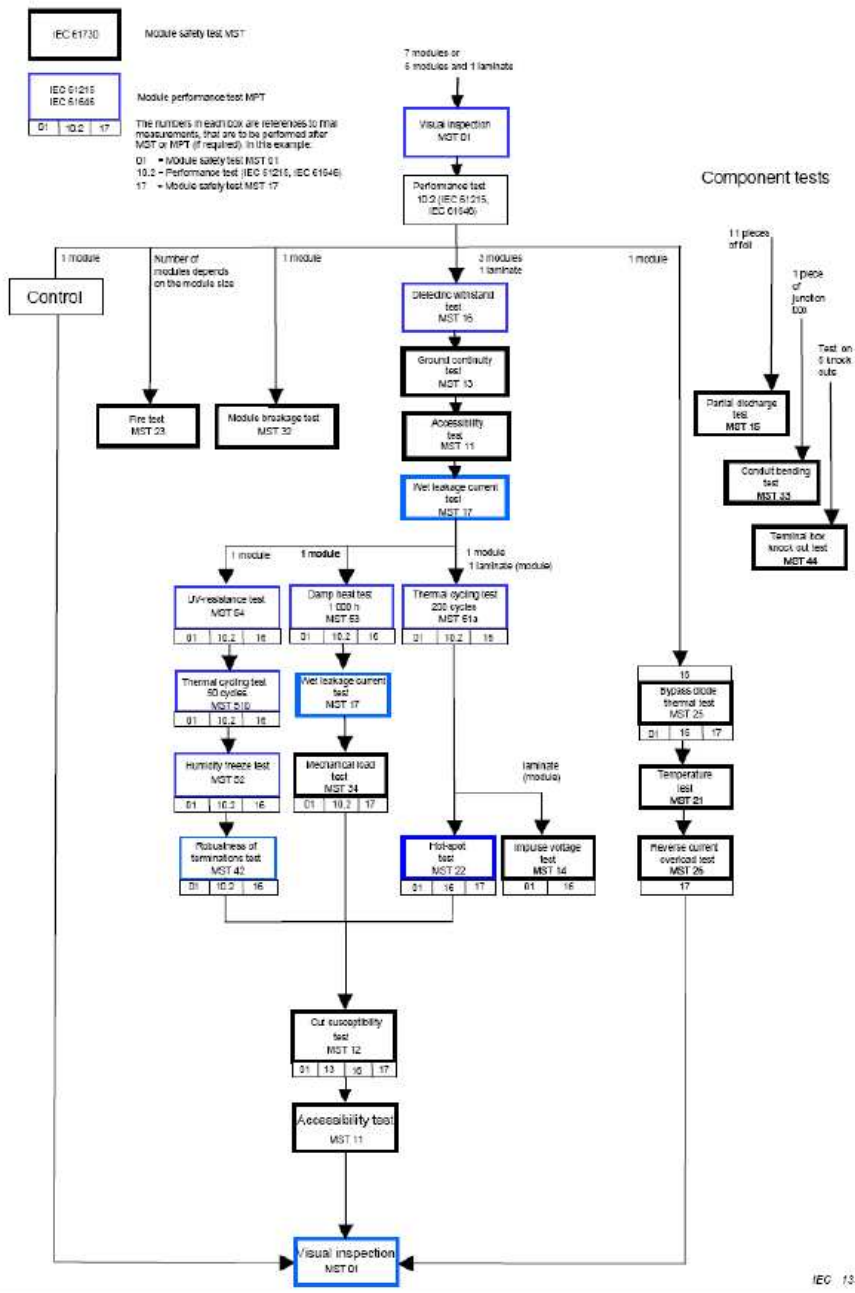 IEC 61730
Module safety test MST
IEC 61215
IEC 61646
Module performance test MPT
01 10.2 17
The numbers in each box are references to final
measurements, that are to be performed after
MST or MPT (if required). In this example:
01 = Module safety test MST 01
10.2 = Performance test (IEC 61215, IEC 61646)
17 = Module safety test MST 17
7 modules or
6 modules and 1 laminate
Visual inspection
MST 01
Performance test
10.2 (IEC 61215,
IEC 61646)
Component tests
1 module
Control
Number of
modules depends
on the module size
1 module
3 modules
1 laminate
1 module
11 pieces
of foil
1 piece
of
junction
box
Test on
6 knock
outs
Dielectric withstand
test
MST 16
Ground continuity
test
MST 13
Accessibility
test
MST 11
Wet leakage current
test
MST 17
Fire test
MST 23
Module breakage test
MST 32
Partial discharge
test
MST 15
Conduit bending
test
MST 33
Terminal box
knock out test
MST 44
1 module
1 module
1 module
1 laminate (module)
UV-resistance test
MST 54
01 10.2 16
Damp heat test
1 000 h
MST 53
01 10.2 16
Thermal cycling test
200 cycles
MST 51a
01 10.2 16
Thermal cycling test
50 cycles
MST 51b
01 10.2 16
Wet leakage current
test
MST 17
16
Bypass diode
thermal test
MST 25
01 16 17
Humidity freeze test
MST 52
01 10.2 16
Mechanical load
test
MST 34
01 10.2 17
laminate
(module)
Temperature
test
MST 21
Robustness of
terminations test
MST 42
01 10.2 16
Hot-spot
test
MST 22
01 16 17
Impulse voltage
test
MST 14
01 16
Reverse current
overload test
MST 26
17
Cut susceptibility
test
MST 12
01 13 16 17
Accessibility test
MST 11
Visual inspection
MST 01
IEC 13